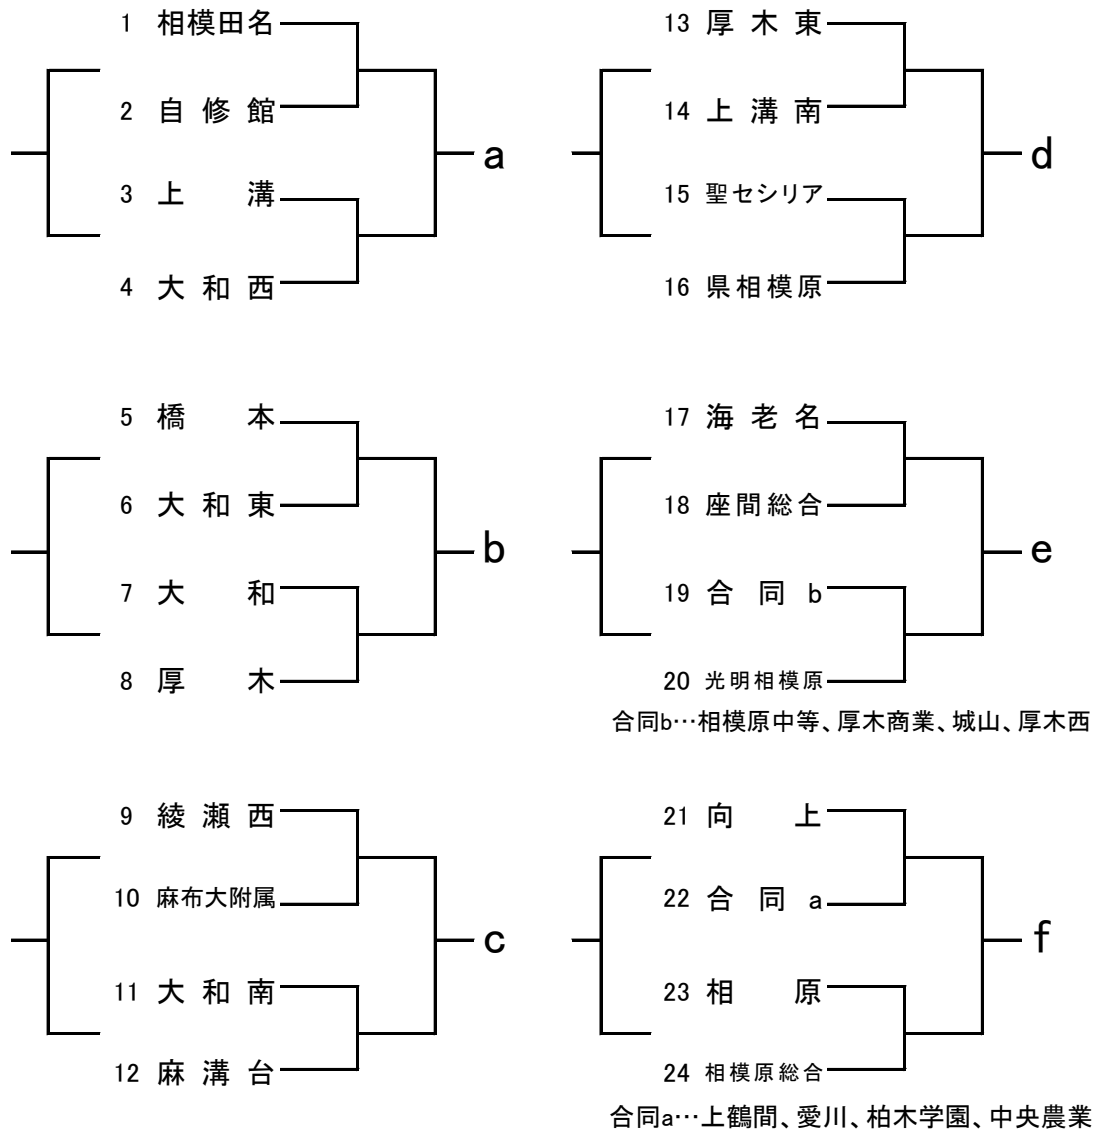 1 相模田名
2 自修館
a
3 上溝
4 大和西
13 厚木東
14 上溝南
d
15 聖セシリア
16 県相模原
5 橋本
6 大和東
b
7 大和
8 厚木
17 海老名
18 座間総合
e
19 合同b
20 光明相模原
合同b…相模原中等、厚木商業、城山、厚木西
9 綾瀬西
10 麻布大附属
c
11 大和南
12 麻溝台
21 向上
22 合同a
f
23 相原
24 相模原総合
合同a…上鶴間、愛川、柏木学園、中央農業